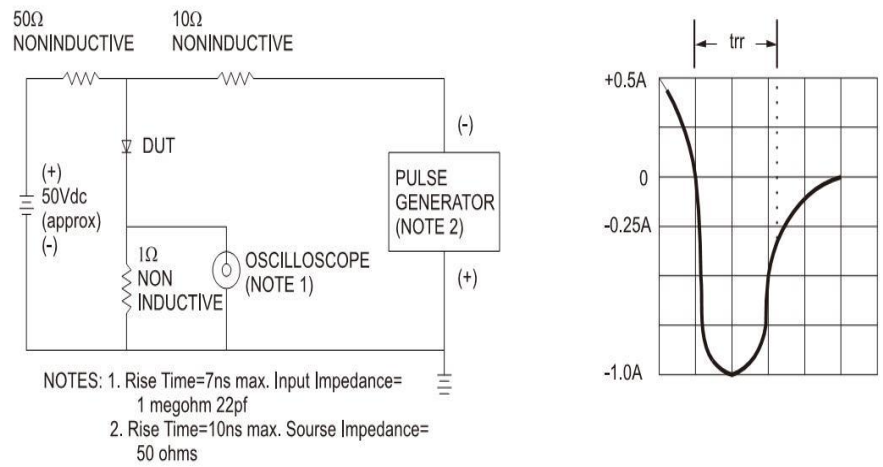 50Ω
NONINDUCTIVE
10Ω
NONINDUCTIVE
DUT
(+)
50Vdc
(approx)
(-)
1Ω
NON
INDUCTIVE
OSCILLOSCOPE
(NOTE 1)
(-)
PULSE
GENERATOR
(NOTE 2)
(+)
NOTES: 1. Rise Time=7ns max. Input Impedance=
1 megohm 22pf
2. Rise Time=10ns max. Sourse Impedance=
50 ohms
trr
+0.5A
0
-0.25A
-1.0A